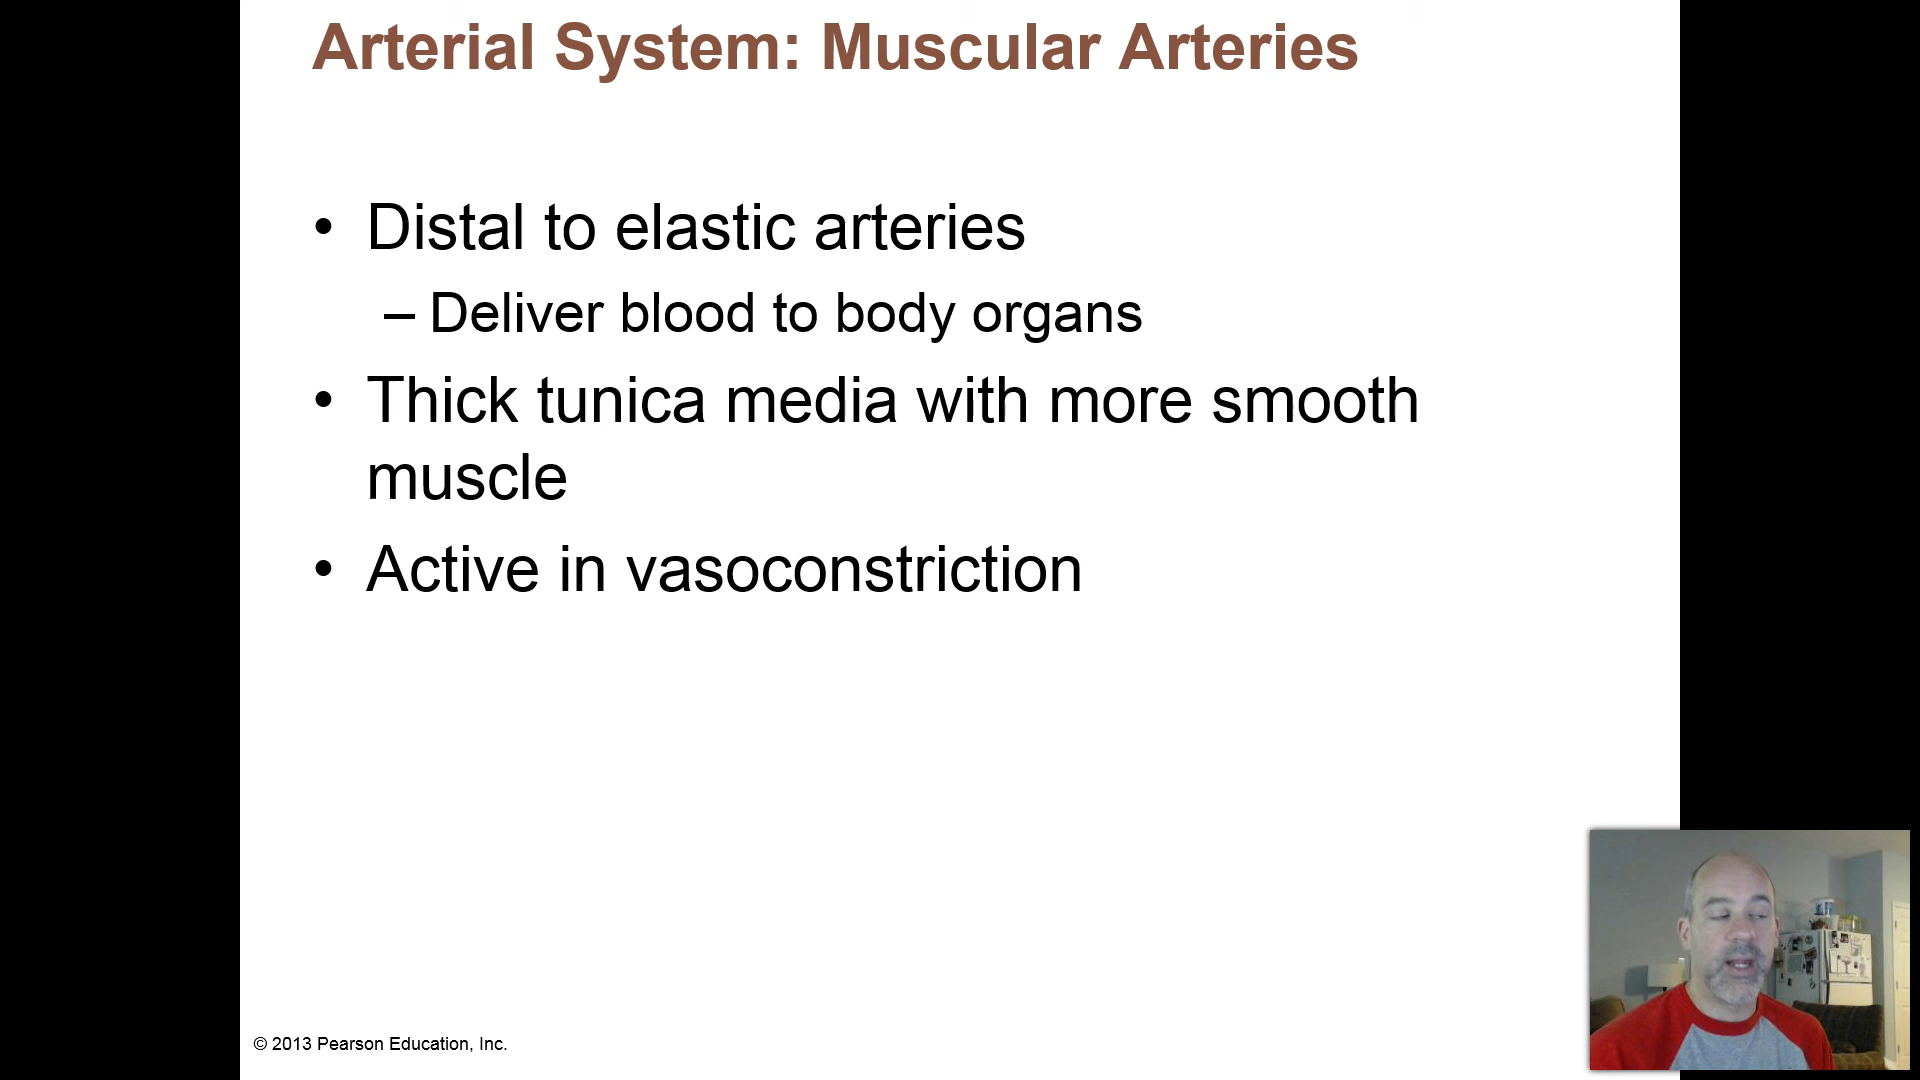 Arterial System: Muscular Arteries
• Distal to elastic arteries
– Deliver blood to body organs
• Thick tunica media with more smooth
muscle
• Active in vasoconstriction
© 2013 Pearson Education, Inc.